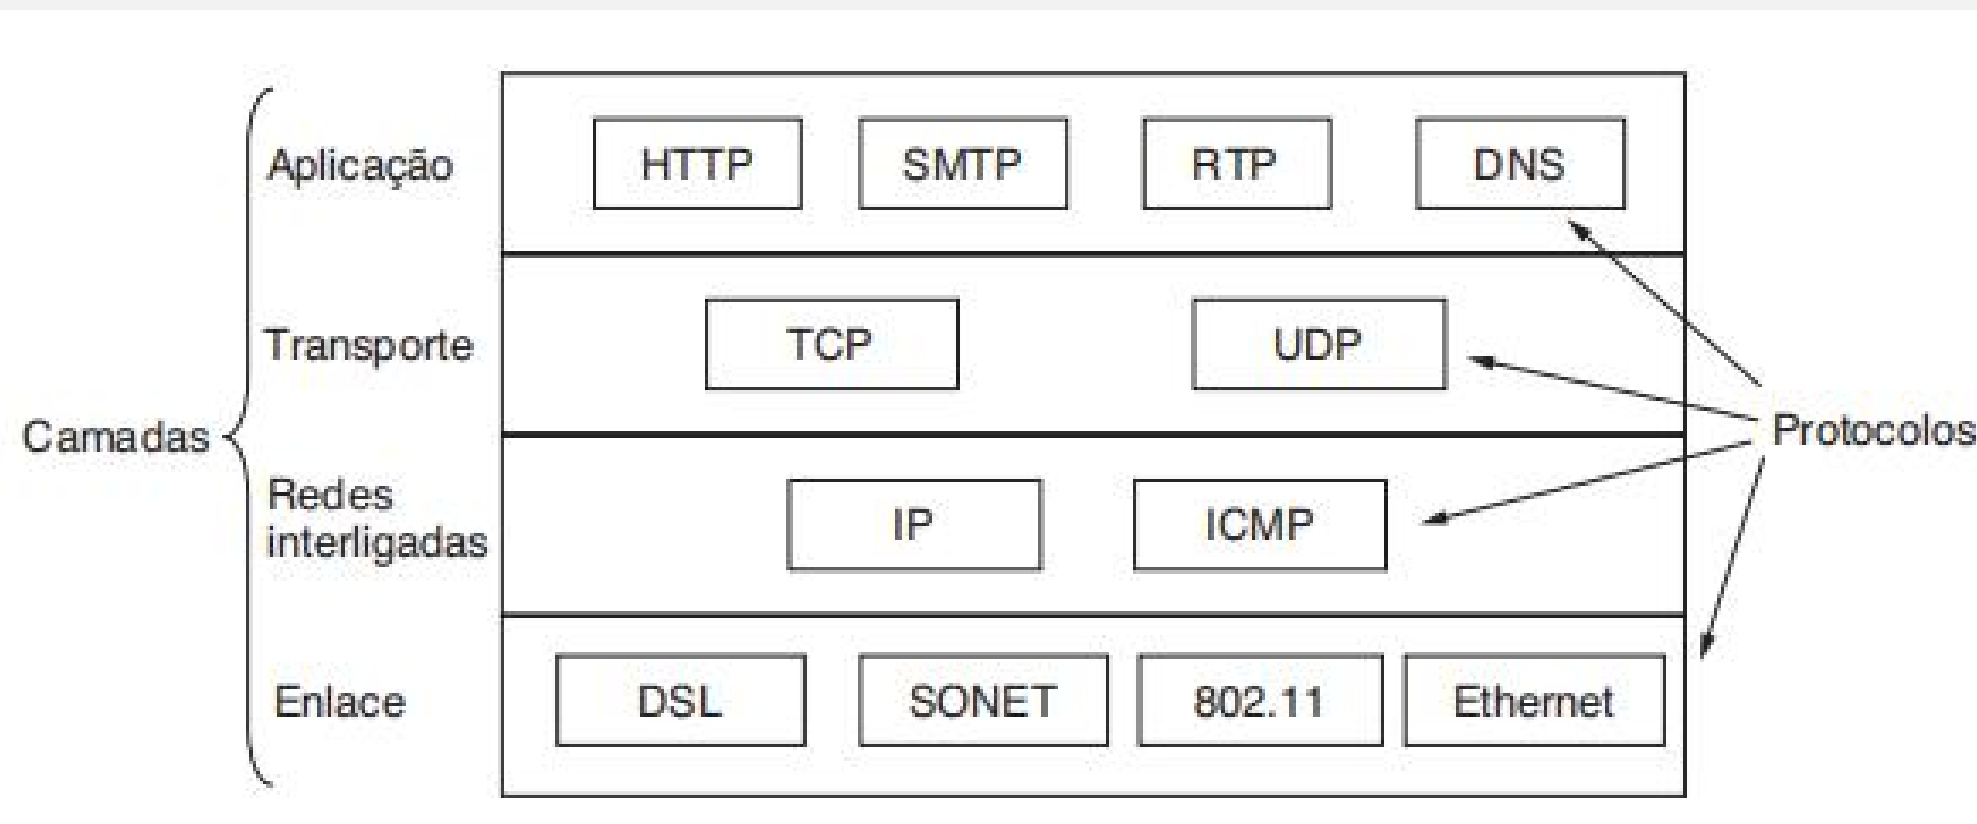 Aplicação
HTTP
SMTP
RTP
DNS
Transporte
TCP
UDP
Camadas
Protocolos
Redes
interligadas
IP
ICMP
Enlace
DSL
SONET
802.11
Ethernet